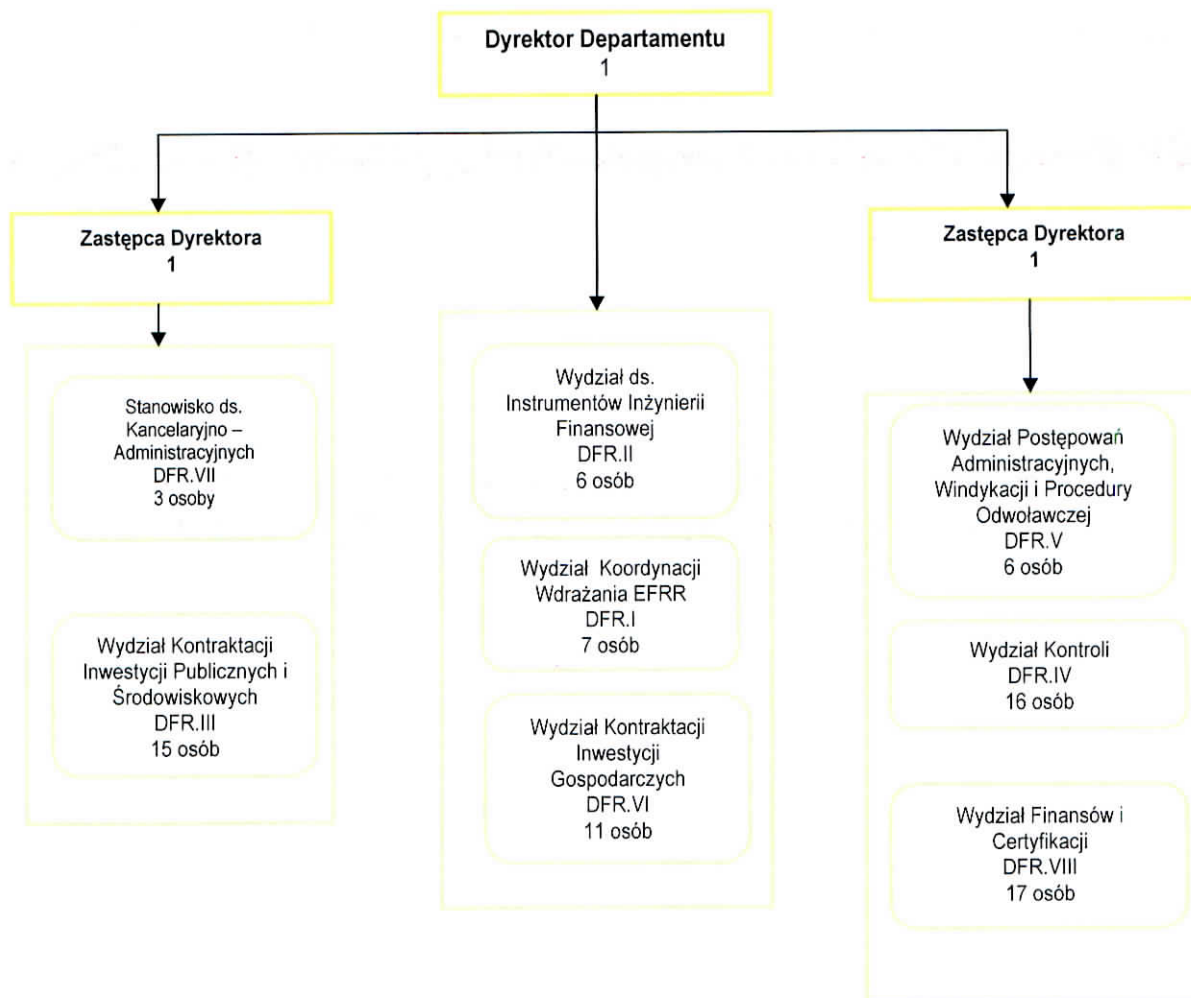 Dyrektor Departamentu
1
Zastępca Dyrektora
1
Stanowisko ds.
Kancelaryjno –
Administracyjnych
DFR.VII
3 osoby
Wydział Kontraktacji
Inwestycji Publicznych i
Środowiskowych
DFR.III
15 osób
Wydział ds.
Instrumentów Inżynierii
Finansowej
DFR.II
6 osób
Wydział Koordynacji
Wdrażania EFRR
DFR.I
7 osób
Wydział Kontraktacji
Inwestycji
Gospodarczych
DFR.VI
11 osób
Zastępca Dyrektora
1
Wydział Postępowań
Administracyjnych,
Windykacji i Procedury
Odwoławczej
DFR.V
6 osób
Wydział Kontroli
DFR.IV
16 osób
Wydział Finansów i
Certyfikacji
DFR.VIII
17 osób